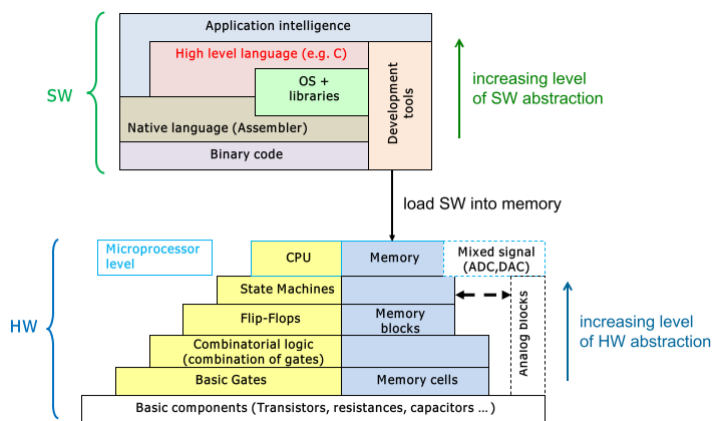 Application intelligence
High level language (e.g. C)
OS +
libraries
Development
tools
Native language (Assembler)
Binary code
SW
increasing level
of SW abstraction
load SW into memory
Microprocessor
level
CPU
Memory
Mixed signal
(ADC,DAC)
State Machines
Flip-Flops
Memory
blocks
Analog blocks
Combinatorial logic
(combination of gates)
Basic Gates
Memory cells
Basic components (Transistors, resistances, capacitors ...)
HW
increasing level
of HW abstraction